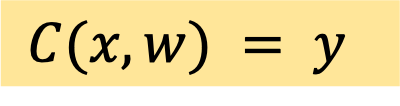 C(x, w) = y